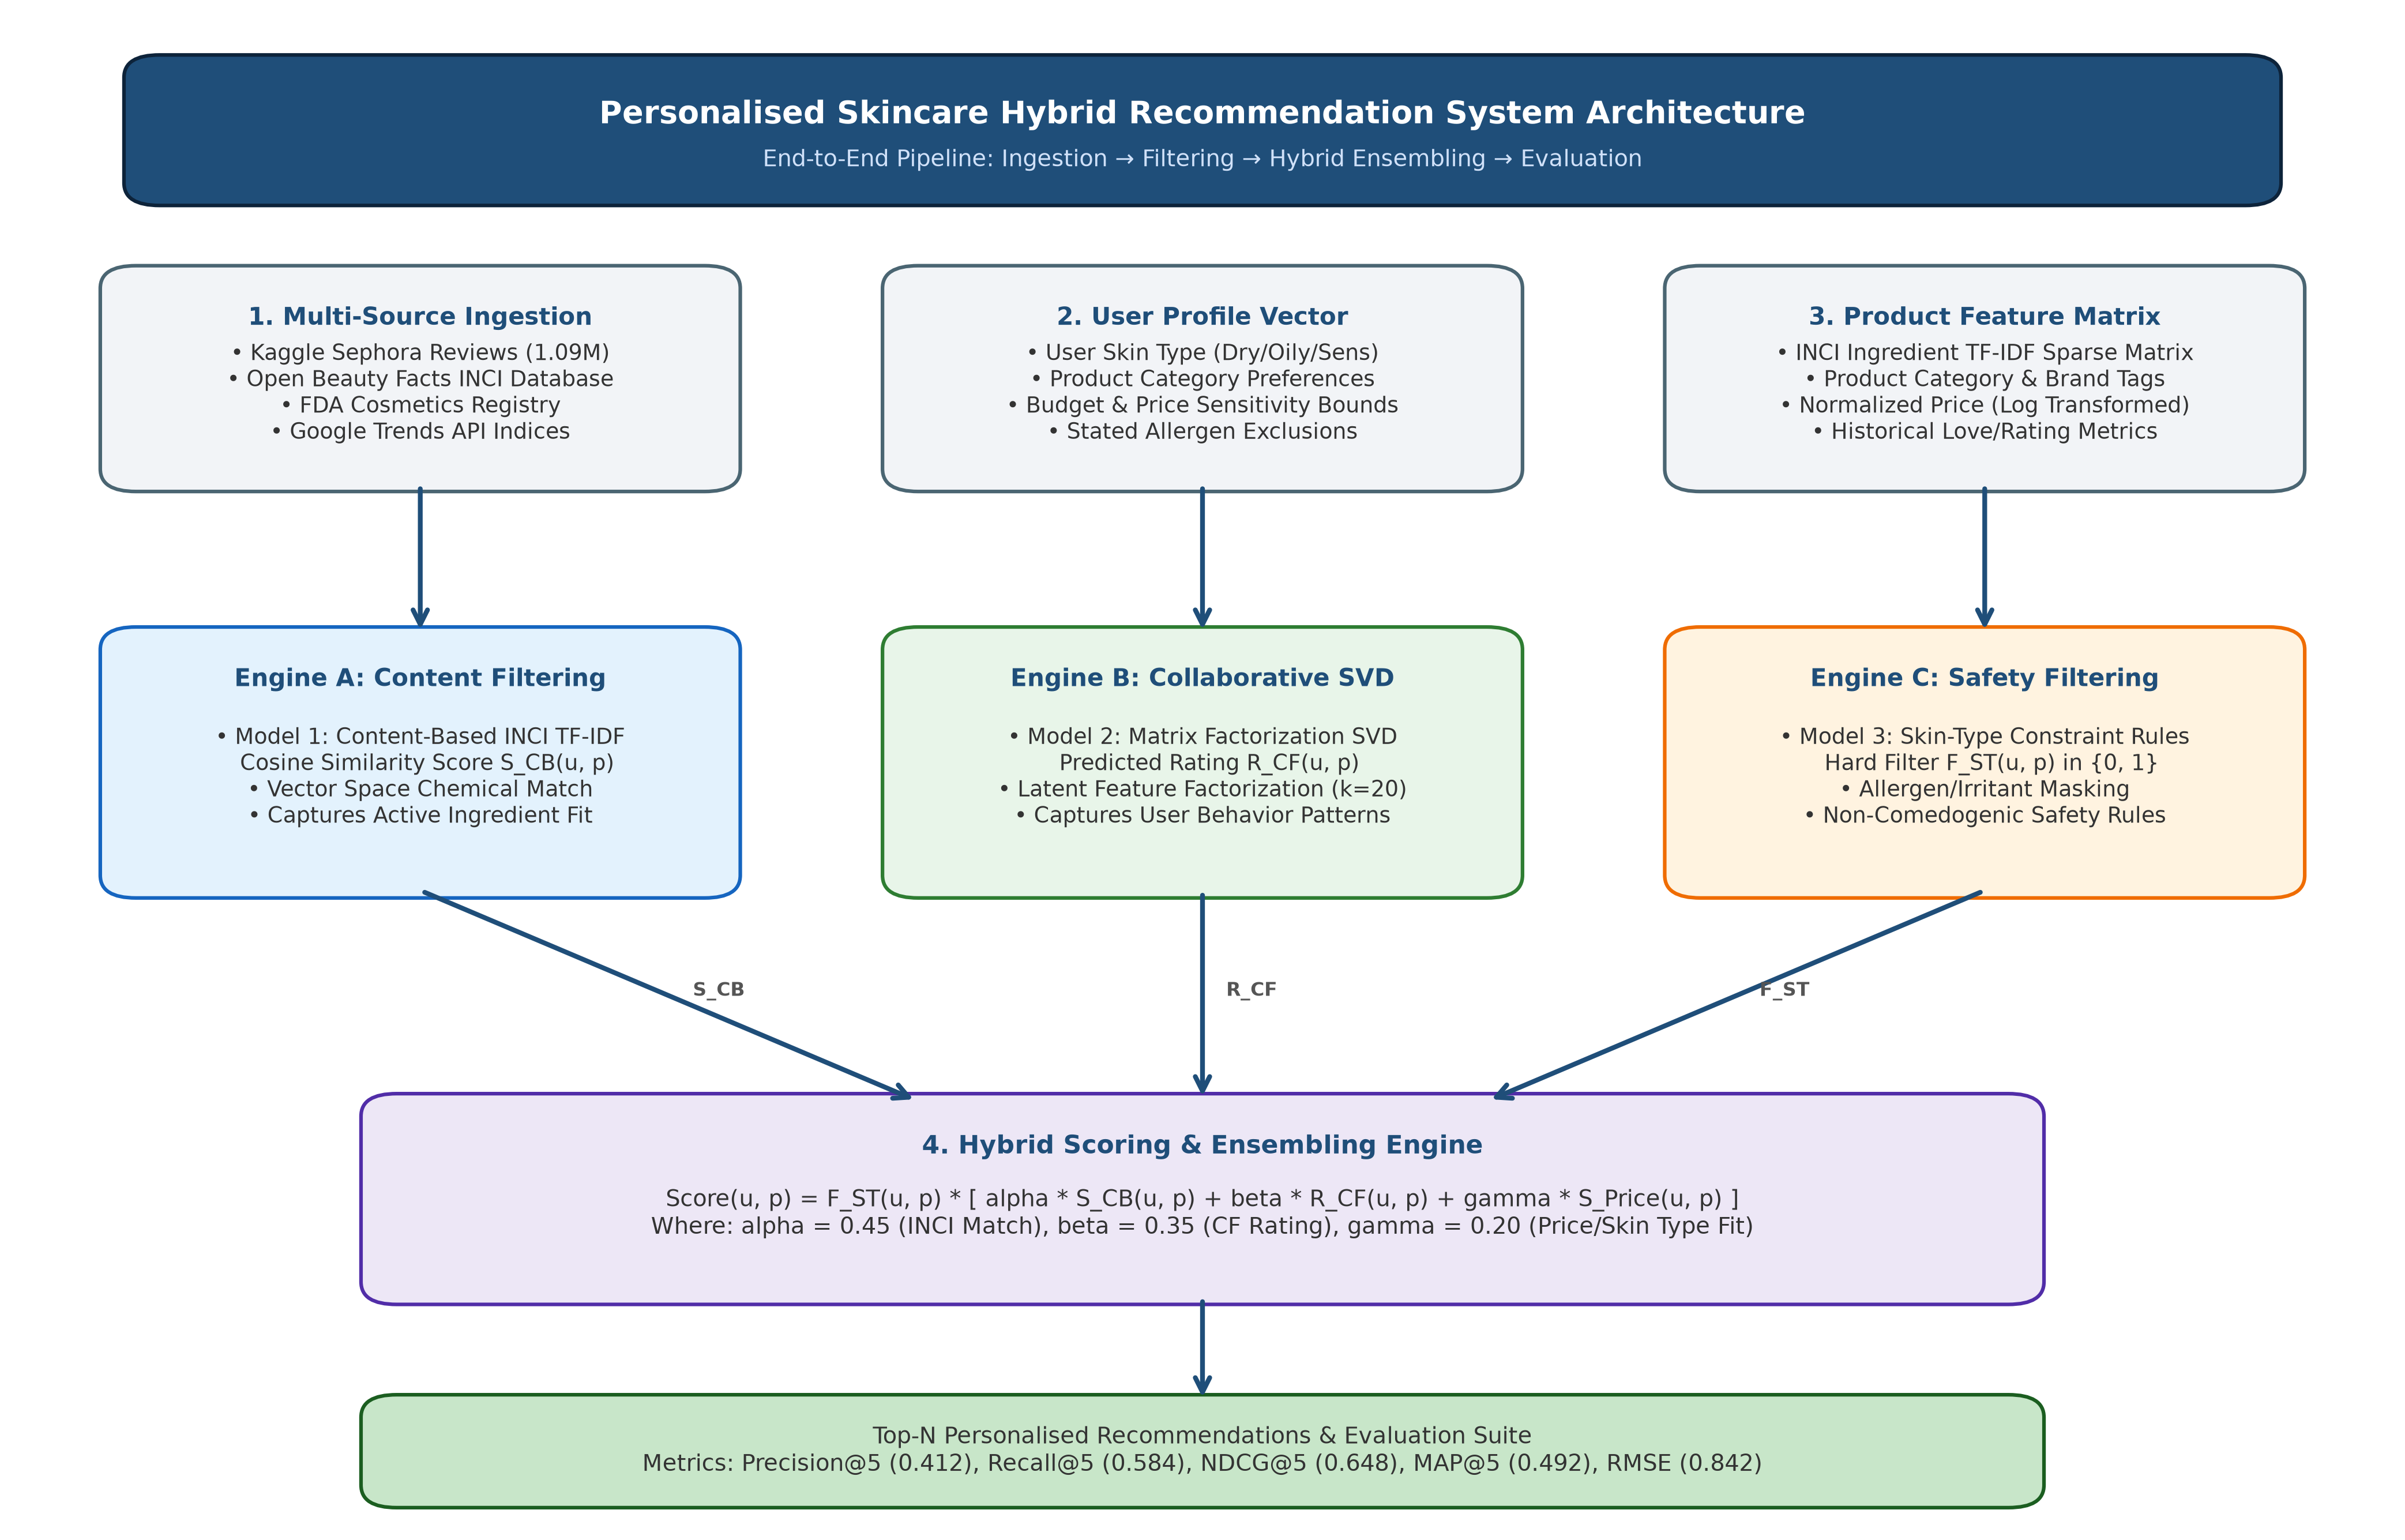 Personalised Skincare Hybrid Recommendation System Architecture
End-to-End Pipeline: Ingestion → Filtering → Hybrid Ensembling → Evaluation
1. Multi-Source Ingestion
• Kaggle Sephora Reviews (1.09M)
• Open Beauty Facts INCI Database
• FDA Cosmetics Registry
• Google Trends API Indices
2. User Profile Vector
• User Skin Type (Dry/Oily/Sens)
• Product Category Preferences
• Budget & Price Sensitivity Bounds
• Stated Allergen Exclusions
3. Product Feature Matrix
• INCI Ingredient TF-IDF Sparse Matrix
• Product Category & Brand Tags
• Normalized Price (Log Transformed)
• Historical Love/Rating Metrics
Engine A: Content Filtering
• Model 1: Content-Based INCI TF-IDF
Cosine Similarity Score S_CB(u, p)
• Vector Space Chemical Match
• Captures Active Ingredient Fit
Engine B: Collaborative SVD
• Model 2: Matrix Factorization SVD
Predicted Rating R_CF(u, p)
• Latent Feature Factorization (k=20)
• Captures User Behavior Patterns
Engine C: Safety Filtering
• Model 3: Skin-Type Constraint Rules
Hard Filter F_ST(u, p) in {0, 1}
• Allergen/Irritant Masking
• Non-Comedogenic Safety Rules
S_CB
R_CF
F_ST
4. Hybrid Scoring & Ensembling Engine
Score(u, p) = F_ST(u, p) * [ alpha * S_CB(u, p) + beta * R_CF(u, p) + gamma * S_Price(u, p) ]
Where: alpha = 0.45 (INCI Match), beta = 0.35 (CF Rating), gamma = 0.20 (Price/Skin Type Fit)
Top-N Personalised Recommendations & Evaluation Suite
Metrics: Precision@5 (0.412), Recall@5 (0.584), NDCG@5 (0.648), MAP@5 (0.492), RMSE (0.842)